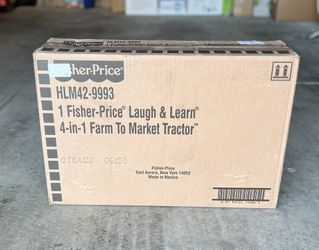 Fisher-Price®
HLM42-9993
1 Fisher-Price® Laugh & Learn®
4-in-1 Farm To Market Tractor™
Fisher-Price
East Aurora, New York 14052
Made in Mexico